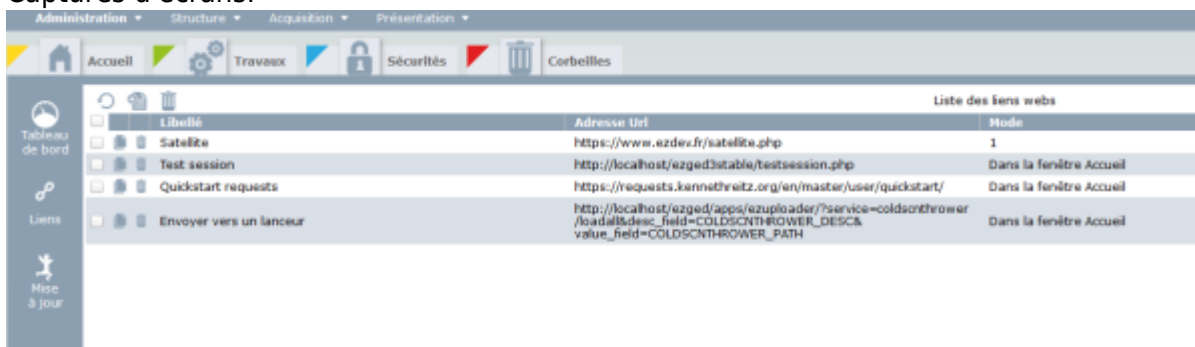 Captures d'écrans:
Administration Structure Acquisition Présentation
Accueil Travaux Sécurités Corbeilles
Liste des liens webs
Libellé Adresse Url Mode
Satellite https://www.ezdev.fr/satellite.php 1
Test session http://localhost/ezged3stable/testsession.php Dans la fenêtre Accueil
Quickstart requests https://requests.kennethreitz.org/en/master/user/quickstart/ Dans la fenêtre Accueil
Envoyer vers un lanceur http://localhost/ezged/apps/ezuploader/?service=coldscnthrower
/loadall&desc_field=COLDSCNTHROWER_DESC&
value_field=COLDSCNTHROWER_PATH Dans la fenêtre Accueil
Tableau
de bord
Liens
Mise
à jour